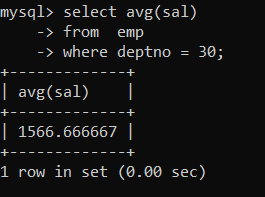 mysql> select avg(sal)
    -> from  emp
    -> where deptno = 30;
+-------------+
| avg(sal)    |
+-------------+
| 1566.666667 |
+-------------+
1 row in set (0.00 sec)